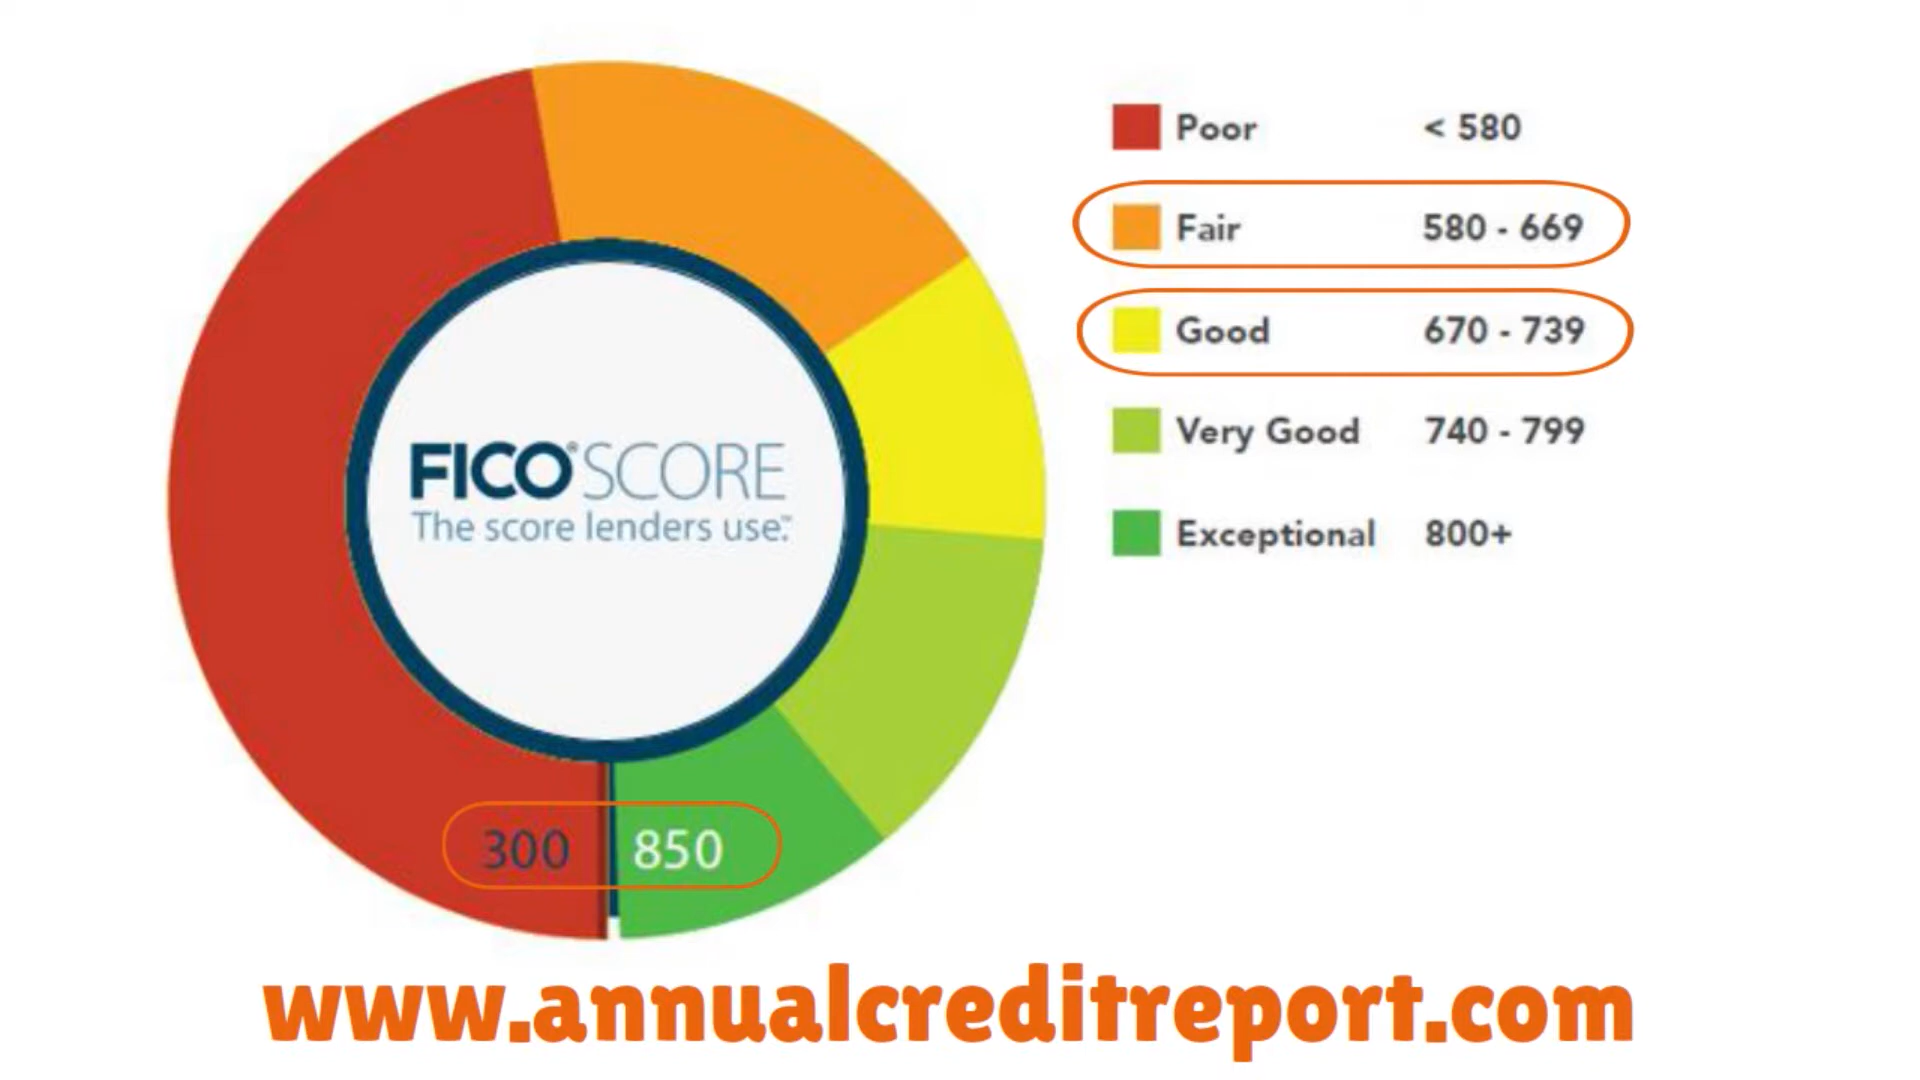 Poor < 580
Fair 580 - 669
Good 670 - 739
Very Good 740 - 799
Exceptional 800+
FICO® SCORE
The score lenders use.™
300 850
www.annualcreditreport.com